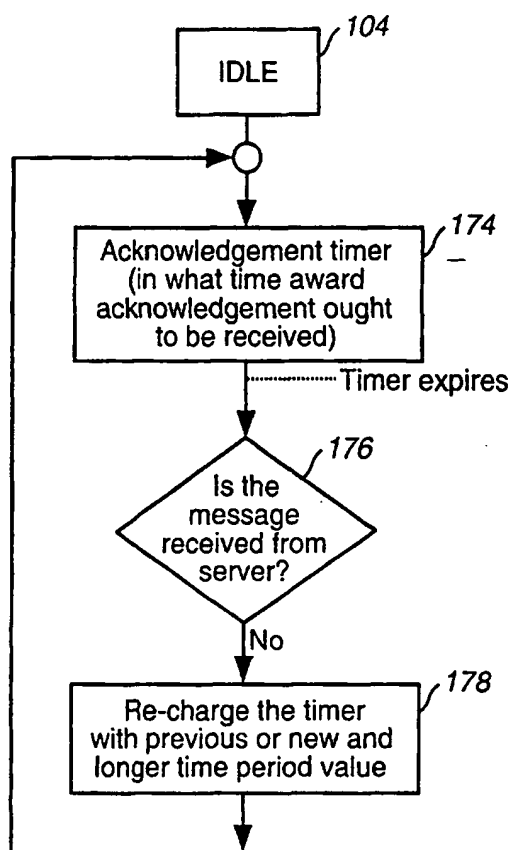 104
IDLE
174
Acknowledgement timer
(in what time award
acknowledgement ought
to be received)
Timer expires
176
Is the
message
received from
server?
No
178
Re-charge the timer
with previous or new and
longer time period value